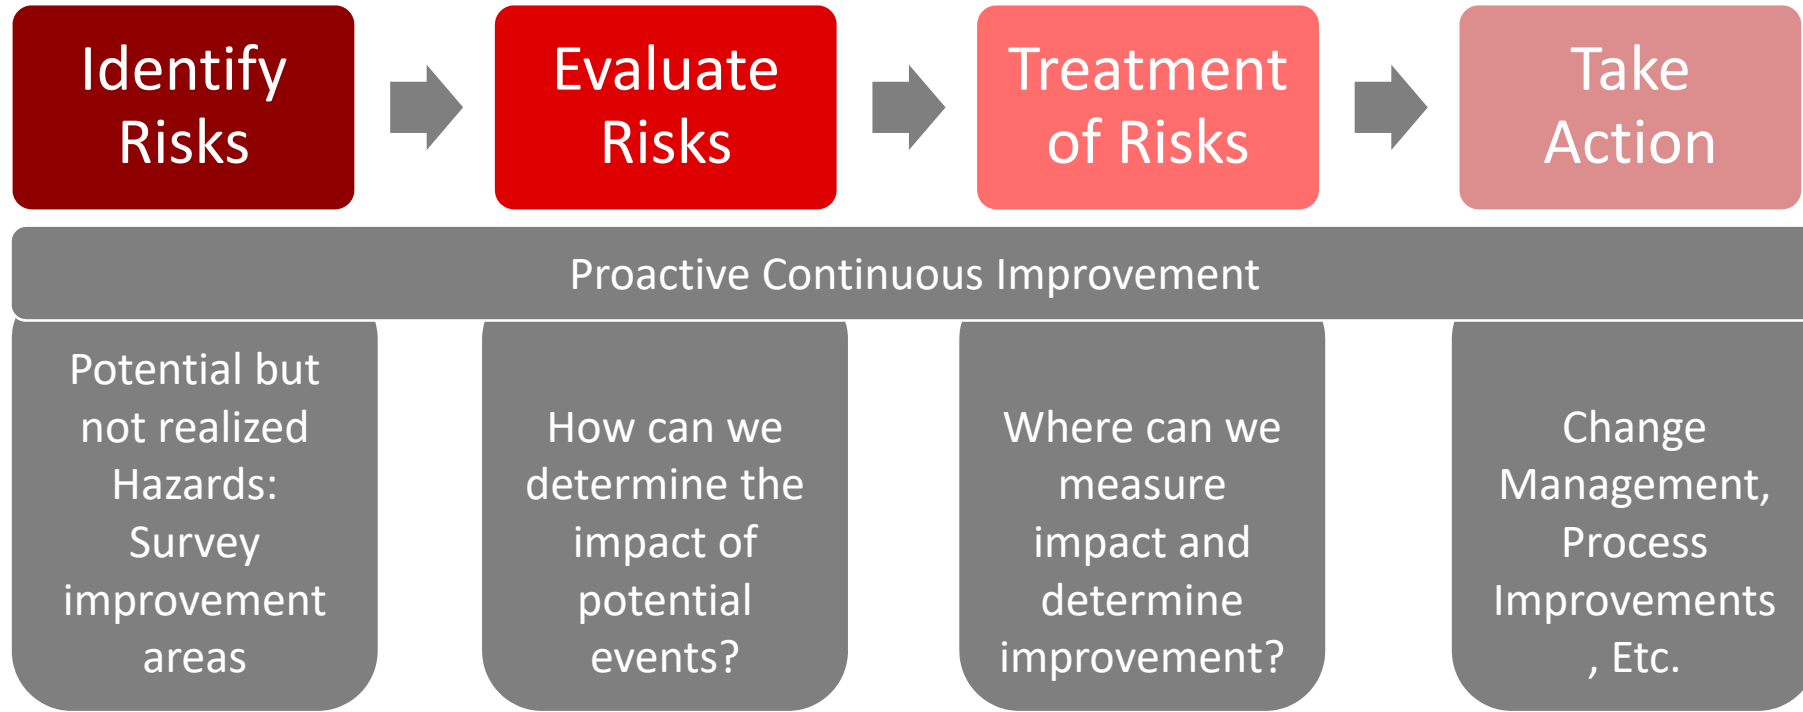 Identify
Risks
Evaluate
Risks
Treatment
of Risks
Take
Action
Proactive Continuous Improvement
Potential but
not realized
Hazards:
Survey
improvement
areas
How can we
determine the
impact of
potential
events?
Where can we
measure
impact and
determine
improvement?
Change
Management,
Process
Improvements
, Etc.